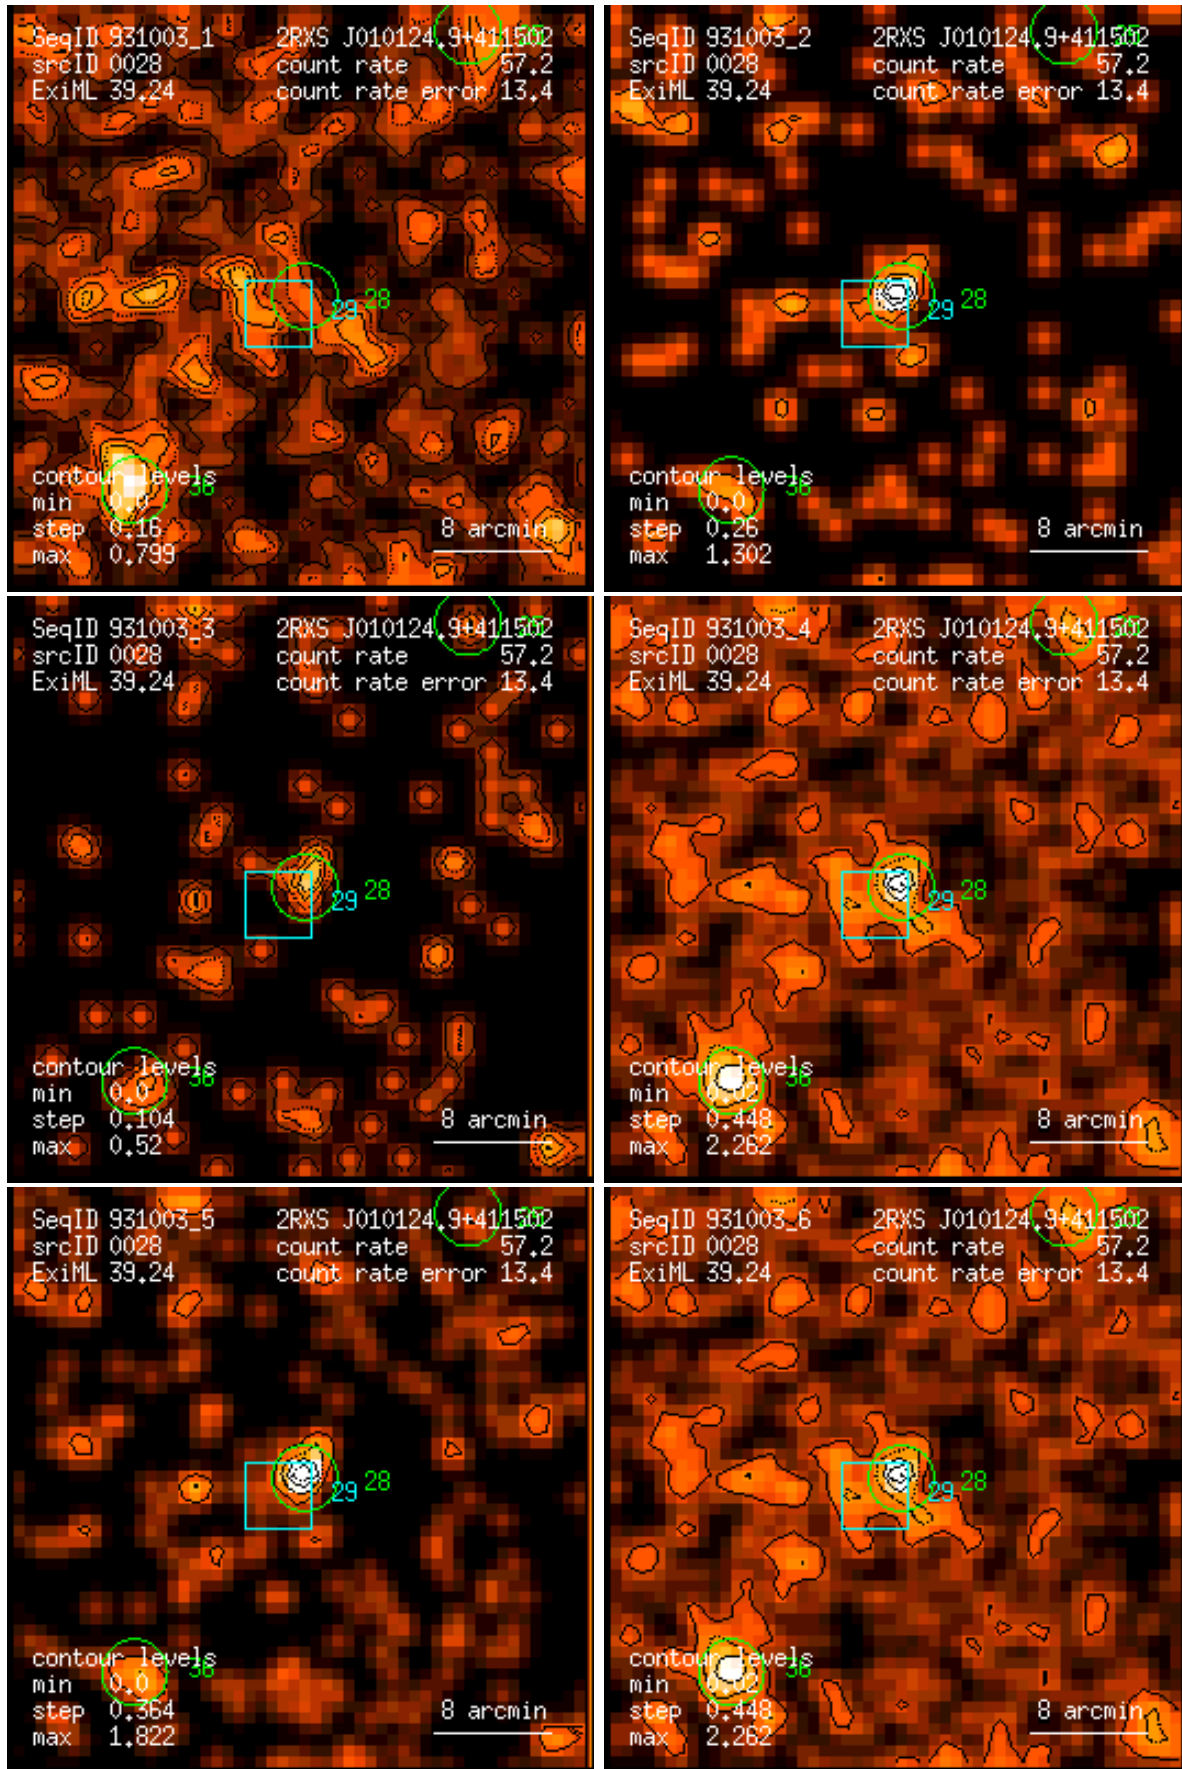 SeqID 931003_1 2RXS J010124.9+411502
srcID 0028 count rate 57.2
ExiML 39.24 count rate error 13.4
29 28
contour levels
36
min 0.0
step 0.16 8 arcmin
max 0.799
SeqID 931003_2 2RXS J010124.9+411502
srcID 0028 count rate 57.2
ExiML 39.24 count rate error 13.4
29 28
contour levels
36
min 0.0
step 0.26 8 arcmin
max 1.302
SeqID 931003_3 2RXS J010124.9+411502
srcID 0028 count rate 57.2
ExiML 39.24 count rate error 13.4
29 28
contour levels
36
min 0.0
step 0.104 8 arcmin
max 0.52
SeqID 931003_4 2RXS J010124.9+411502
srcID 0028 count rate 57.2
ExiML 39.24 count rate error 13.4
29 28
contour levels
36
min 0.02
step 0.448 8 arcmin
max 2.262
SeqID 931003_5 2RXS J010124.9+411502
srcID 0028 count rate 57.2
ExiML 39.24 count rate error 13.4
29 28
contour levels
36
min 0.0
step 0.364 8 arcmin
max 1.822
SeqID 931003_6 2RXS J010124.9+411502
srcID 0028 count rate 57.2
ExiML 39.24 count rate error 13.4
29 28
contour levels
36
min 0.02
step 0.448 8 arcmin
max 2.262